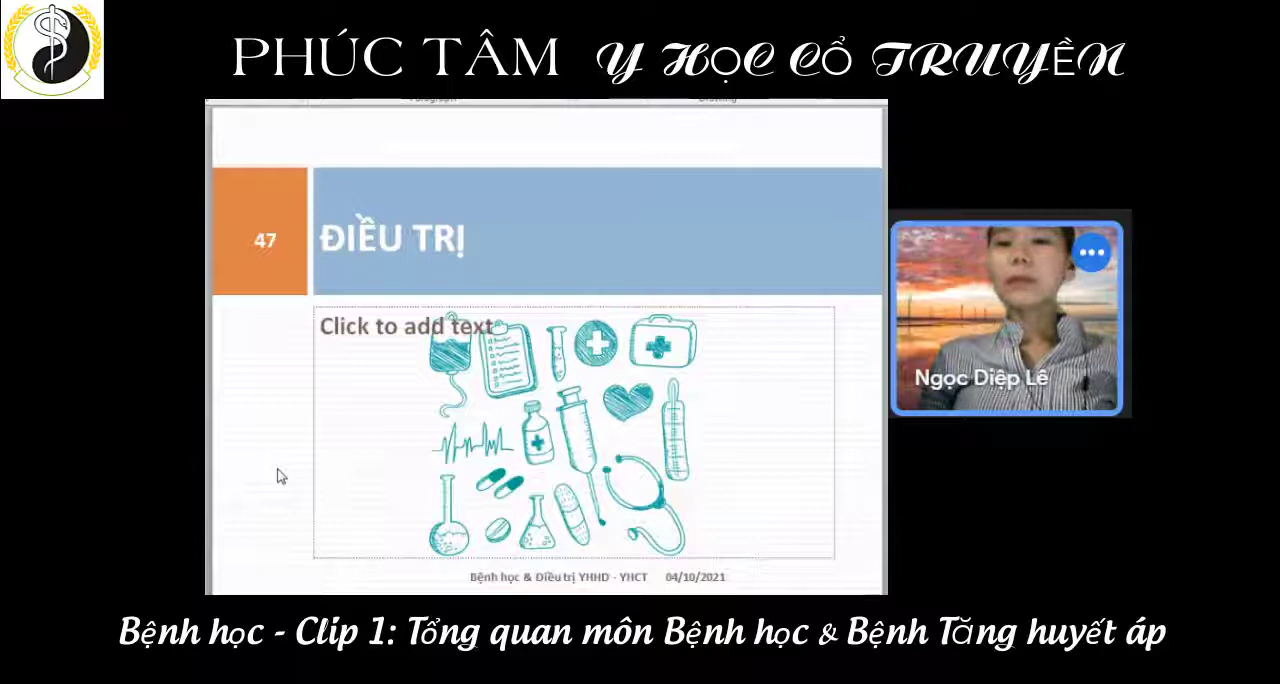 PHÚC TÂM Y HỌC CỔ TRUYỀN
47
ĐIỀU TRỊ
Click to add text
Ngọc Diệp Lê
Bệnh học & Điều trị YHHD - YHCT 04/10/2021
Bệnh học - Clip 1: Tổng quan môn Bệnh học & Bệnh Tăng huyết áp